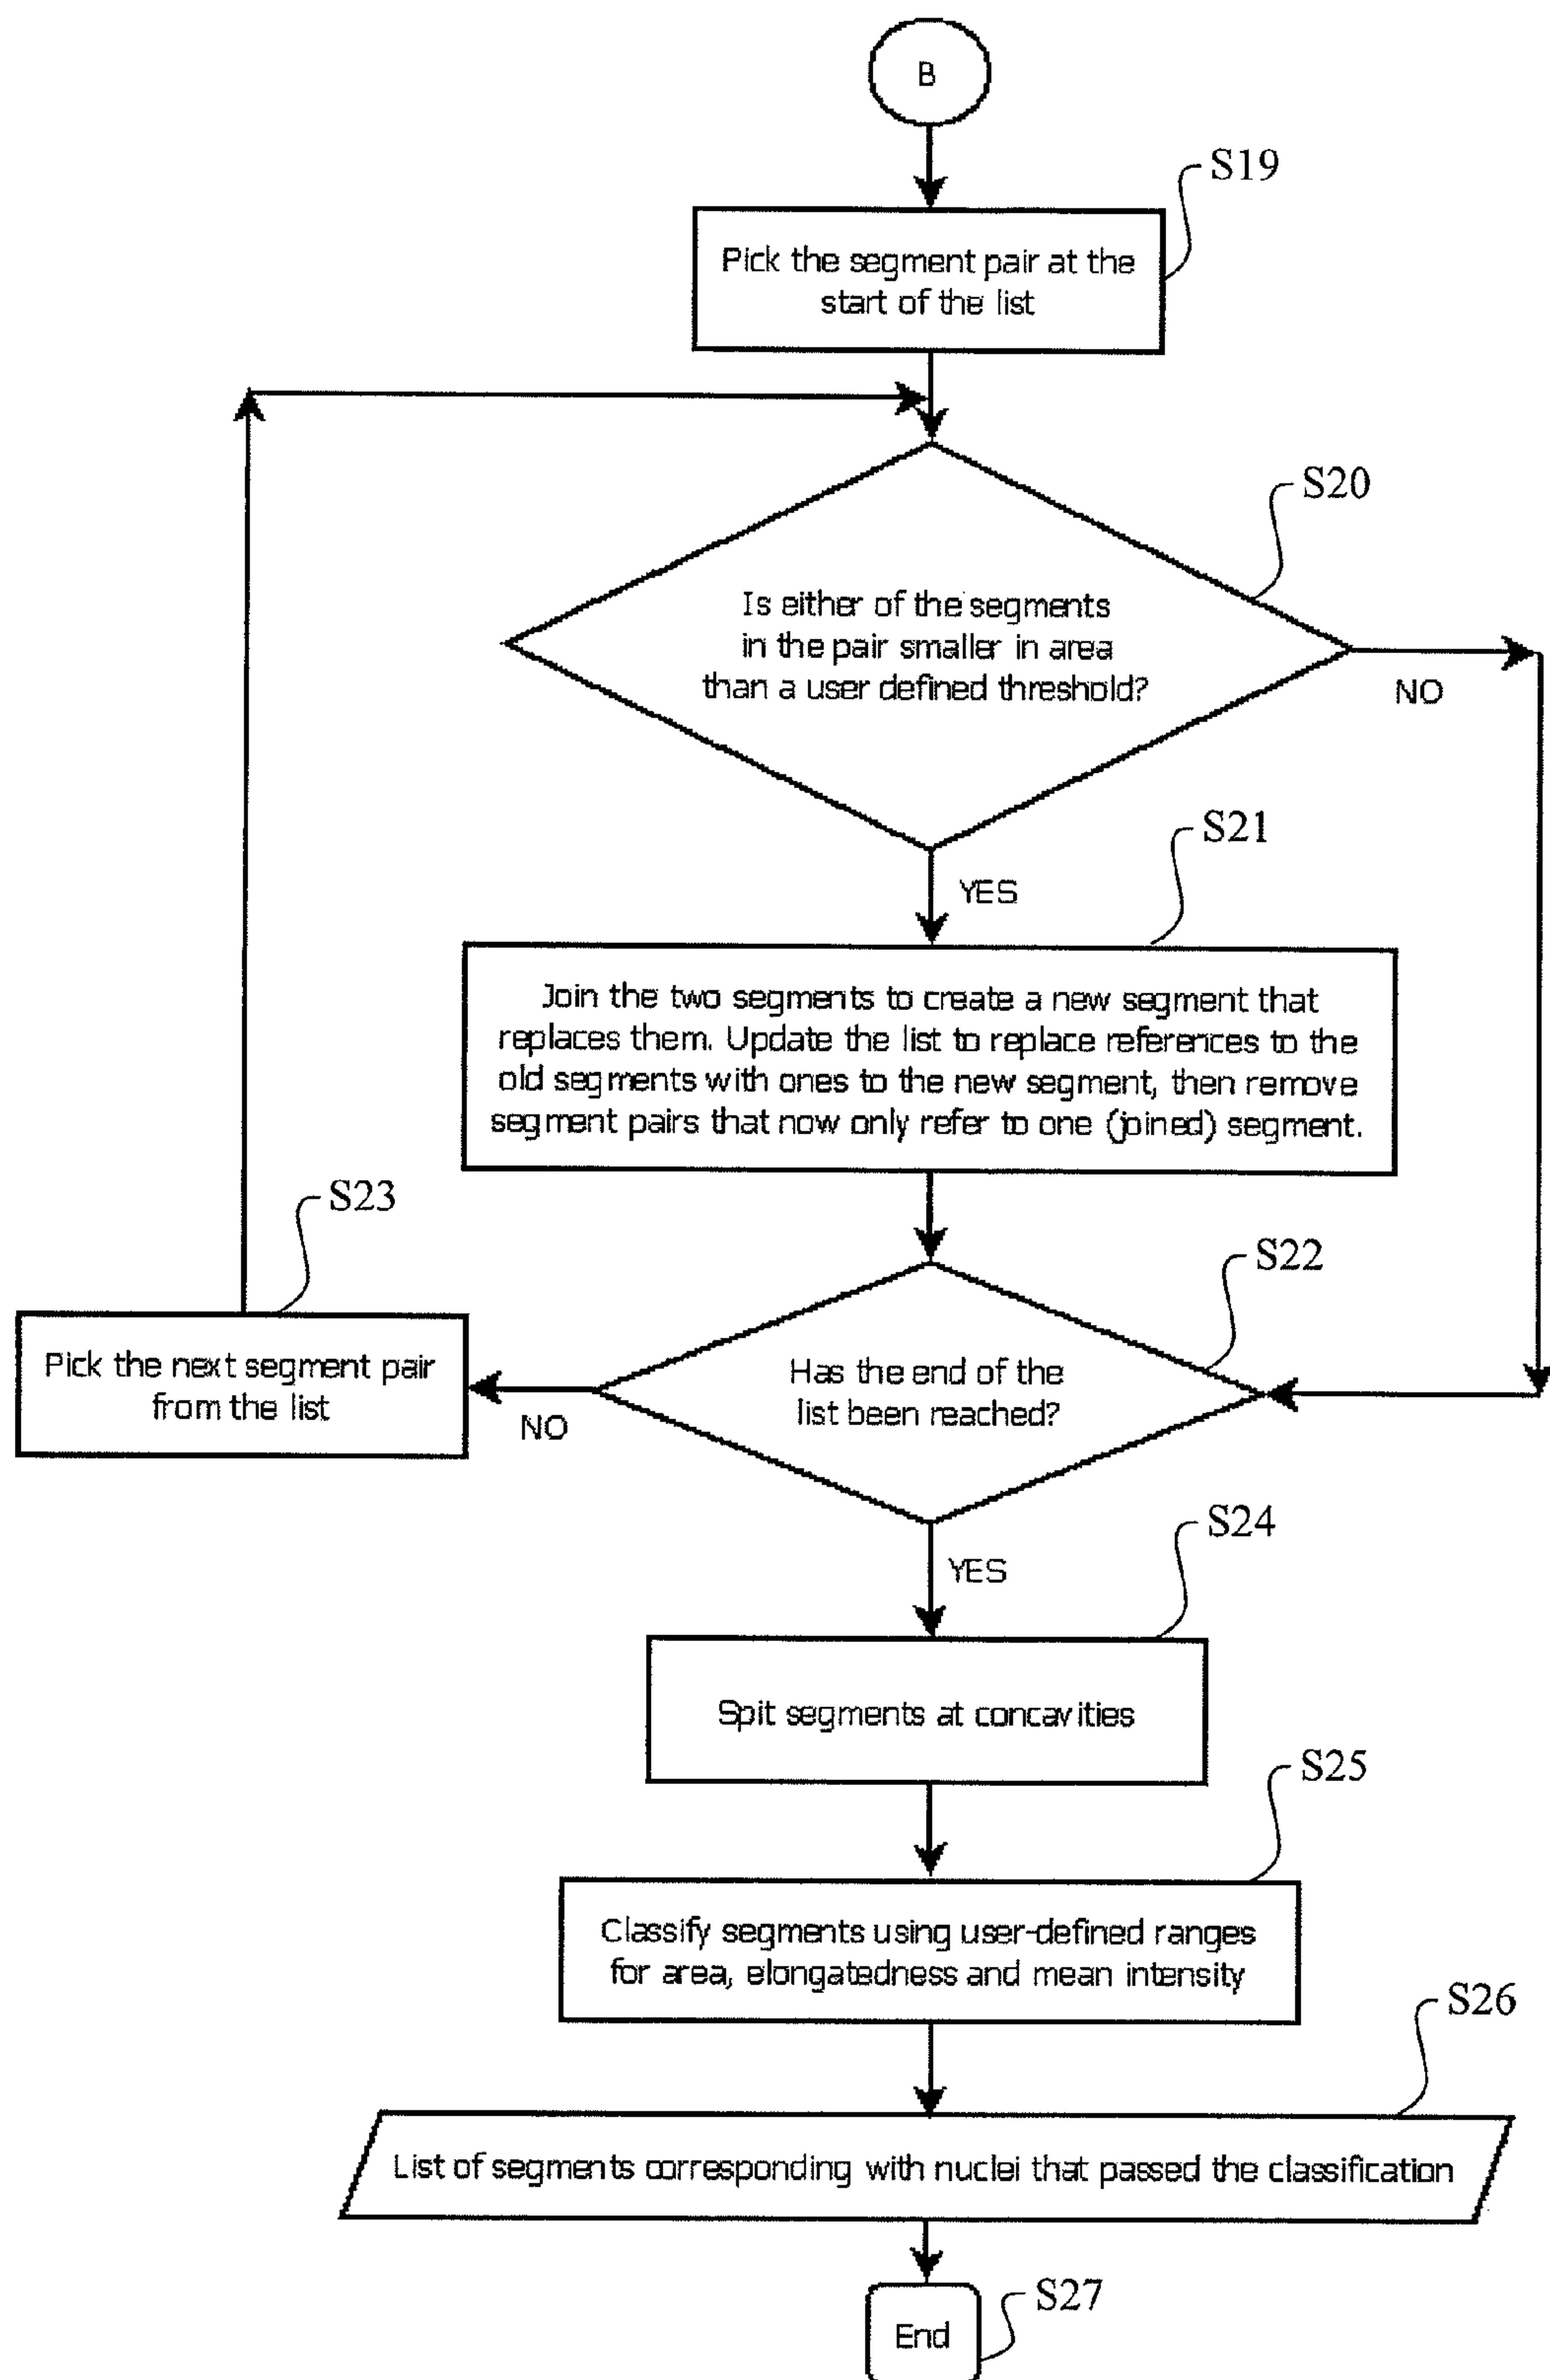 B
S19
Pick the segment pair at the
start of the list
S20
Is either of the segments
in the pair smaller in area
than a user defined threshold?
NO
S21
YES
Join the two segments to create a new segment that
replaces them. Update the list to replace references to the
old segments with ones to the new segment, then remove
segment pairs that now only refer to one (joined) segment.
S23
S22
Pick the next segment pair
from the list
NO
Has the end of the
list been reached?
S24
YES
Spit segments at concavities
S25
Classify segments using user-defined ranges
for area, elongatedness and mean intensity
S26
List of segments corresponding with nuclei that passed the classification
S27
End